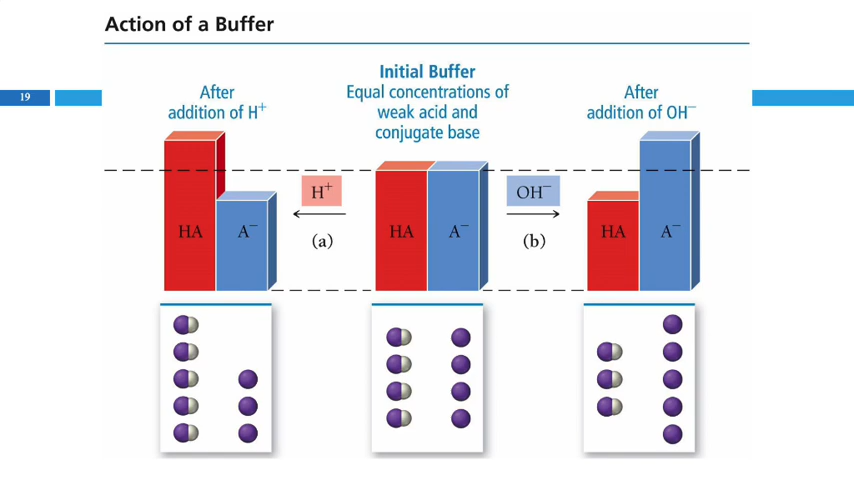 Action of a Buffer
19
After
addition of H⁺
Initial Buffer
Equal concentrations of
weak acid and
conjugate base
After
addition of OH⁻
HA
A⁻
H⁺
(a)
HA
A⁻
OH⁻
(b)
HA
A⁻